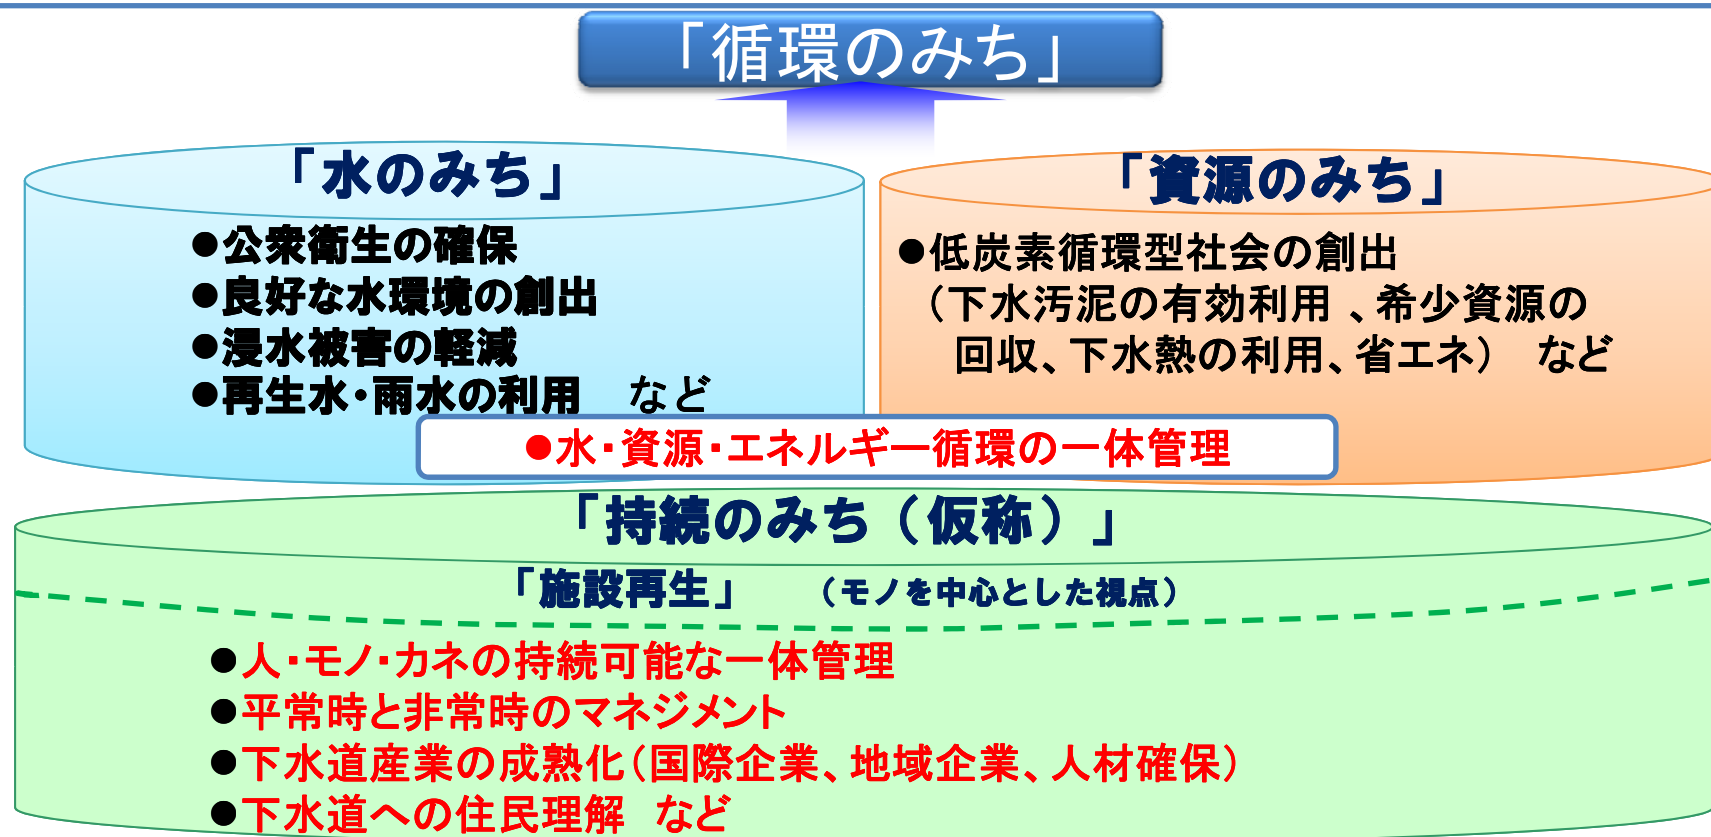 「循環のみち」
「水のみち」
●公衆衛生の確保
●良好な水環境の創出
●浸水被害の軽減
●再生水・雨水の利用　など
「資源のみち」
●低炭素循環型社会の創出
（下水汚泥の有効利用 、希少資源の
回収、下水熱の利用、省エネ）　など
●水・資源・エネルギー循環の一体管理
「持続のみち（仮称）」
「施設再生」　（モノを中心とした視点）
●人・モノ・カネの持続可能な一体管理
●平常時と非常時のマネジメント
●下水道産業の成熟化（国際企業、地域企業、人材確保）
●下水道への住民理解　など